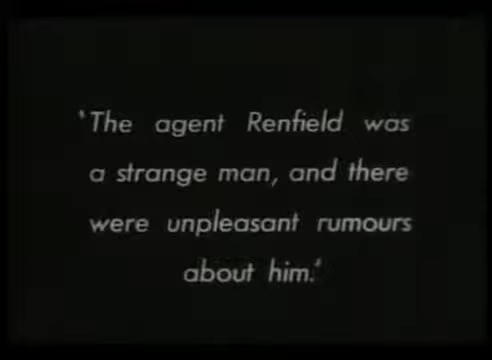 'The agent Renfield was
a strange man, and there
were unpleasant rumours
about him.'